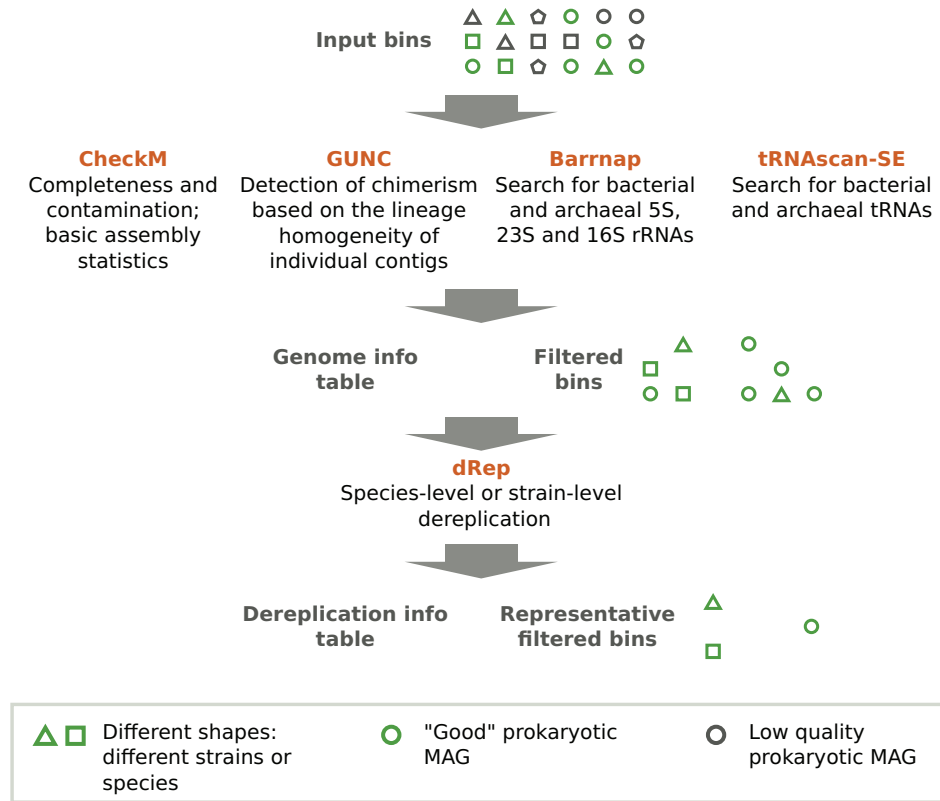 Input bins
CheckM
Completeness and
contamination;
basic assembly
statistics
GUNC
Detection of chimerism
based on the lineage
homogeneity of
individual contigs
Barrnap
Search for bacterial
and archaeal 5S,
23S and 16S rRNAs
tRNAscan-SE
Search for bacterial
and archaeal tRNAs
Genome info
table
Filtered
bins
dRep
Species-level or strain-level
dereplication
Dereplication info
table
Representative
filtered bins
Different shapes:
different strains or
species
"Good" prokaryotic
MAG
Low quality
prokaryotic MAG